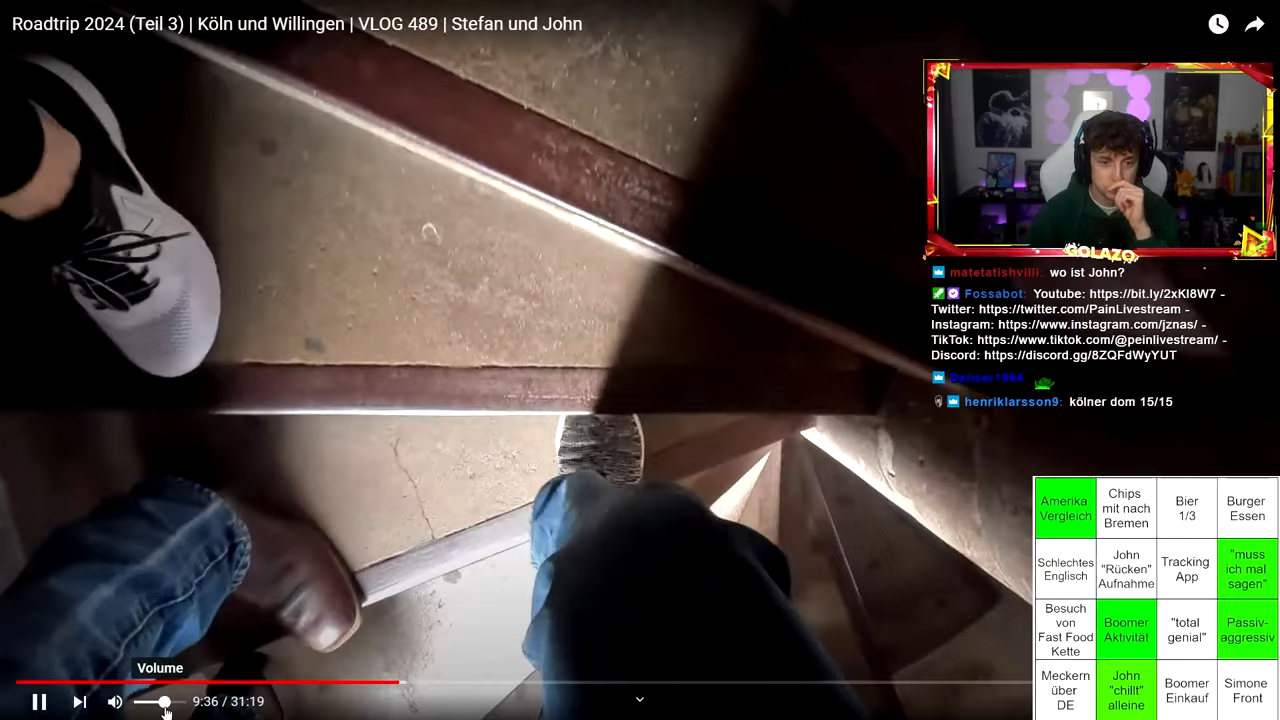 Roadtrip 2024 (Teil 3) | Köln und Willingen | VLOG 489 | Stefan und John
GOLAZO
matetatishviiii: wo ist John?
Fossabot: Youtube: https://bit.ly/2xKI8W7 -
Twitter: https://twitter.com/PainLivestream -
Instagram: https://www.instagram.com/jznas/ -
TikTok: https://www.tiktok.com/@peinlivestream/ -
Discord: https://discord.gg/8ZQFdWyYUT
henriklarsson9: kölner dom 15/15
Amerika
Vergleich
Chips
mit nach
Bremen
Bier
1/3
Burger
Essen
Schlechtes
Englisch
John
"Rücken"
Aufnahme
Tracking
App
"muss
ich mal
sagen"
Besuch
von
Fast Food
Kette
Boomer
Aktivität
"total
genial"
Passiv-
aggressiv
Meckern
über
DE
John
"chillt"
alleine
Boomer
Einkauf
Simone
Front
Volume
9:36 / 31:19